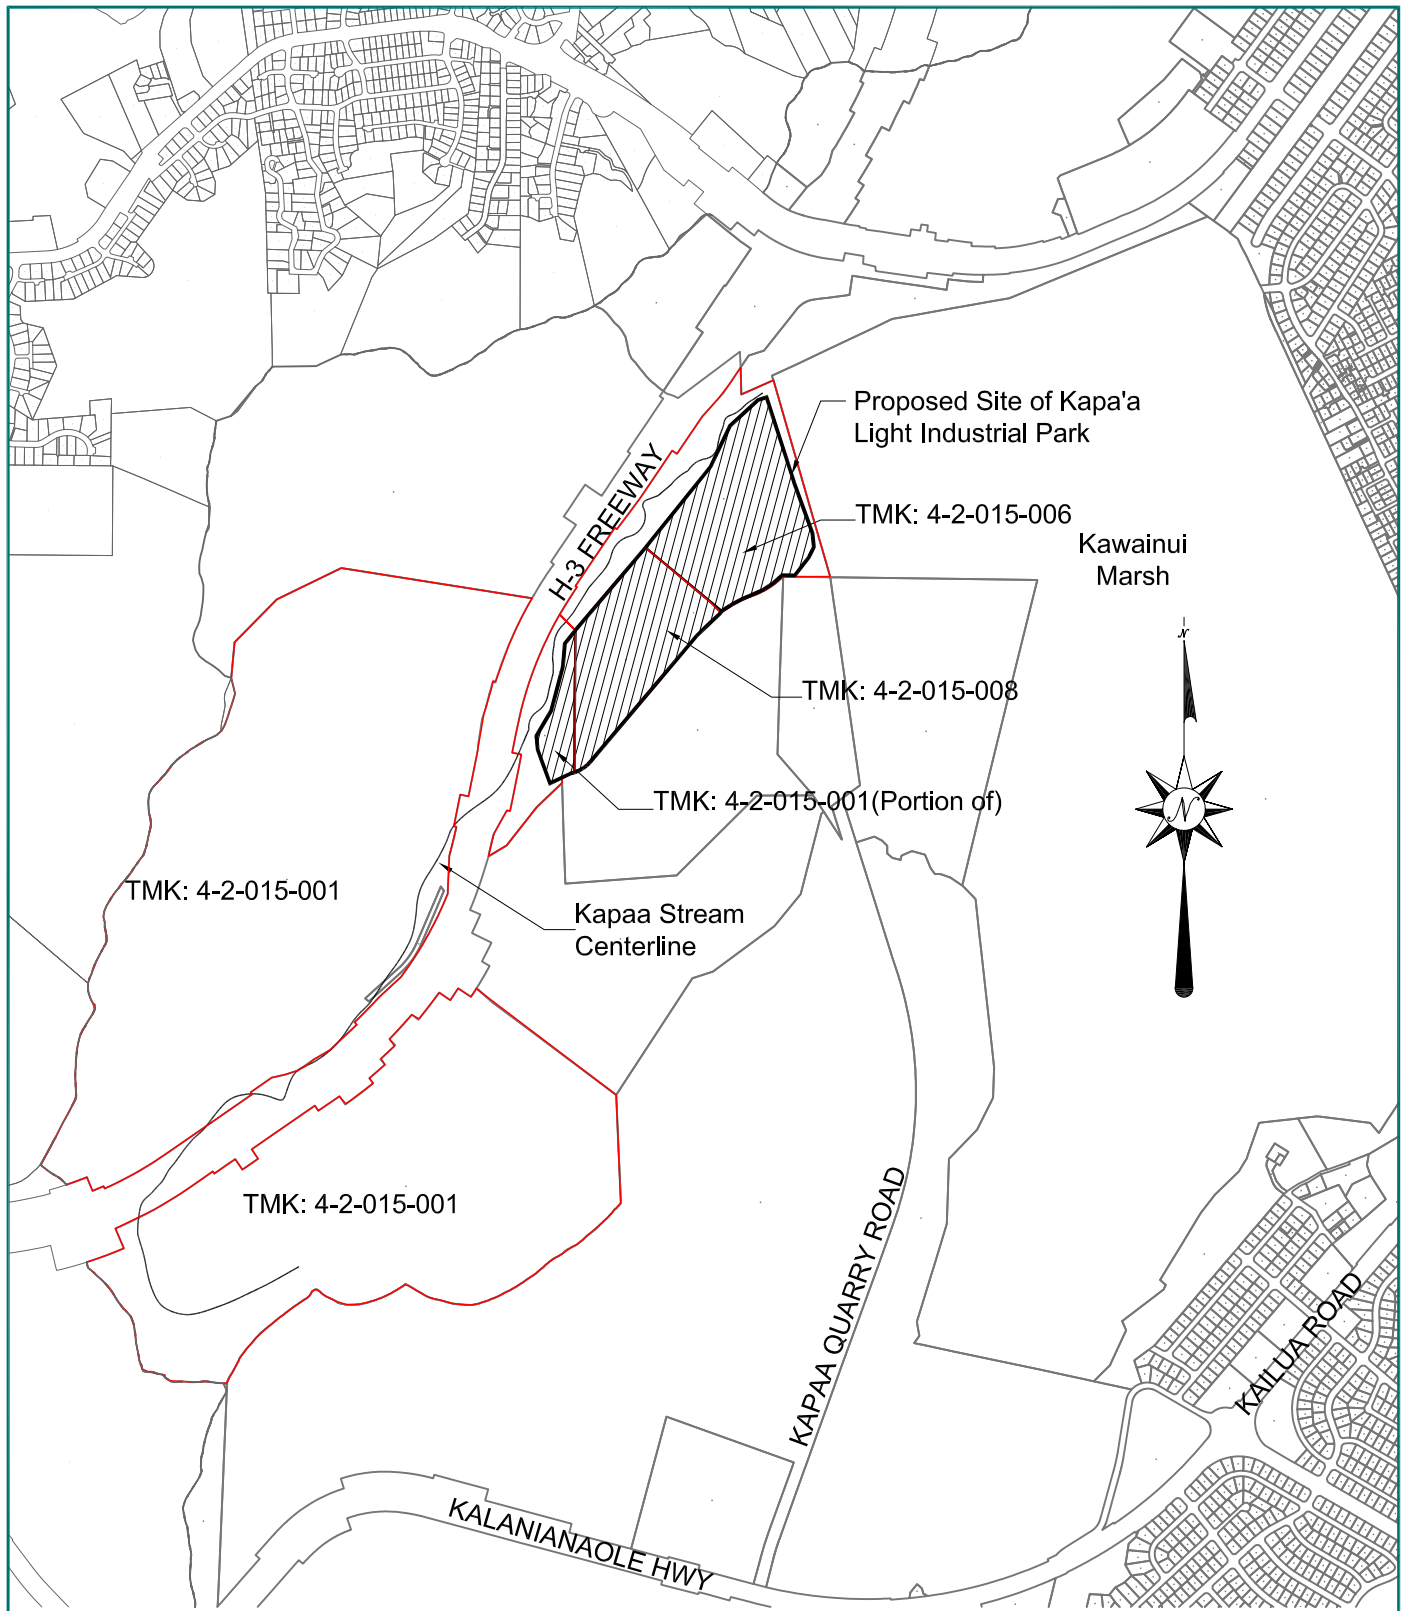 Proposed Site of Kapa'a
Light Industrial Park
H-3 FREEWAY
TMK: 4-2-015-006
Kawainui
Marsh
N
TMK: 4-2-015-008
TMK: 4-2-015-001(Portion of)
N
TMK: 4-2-015-001
Kapaa Stream
Centerline
TMK: 4-2-015-001
KAPAA QUARRY ROAD
KAILUA ROAD
KALANIANAOLE HWY